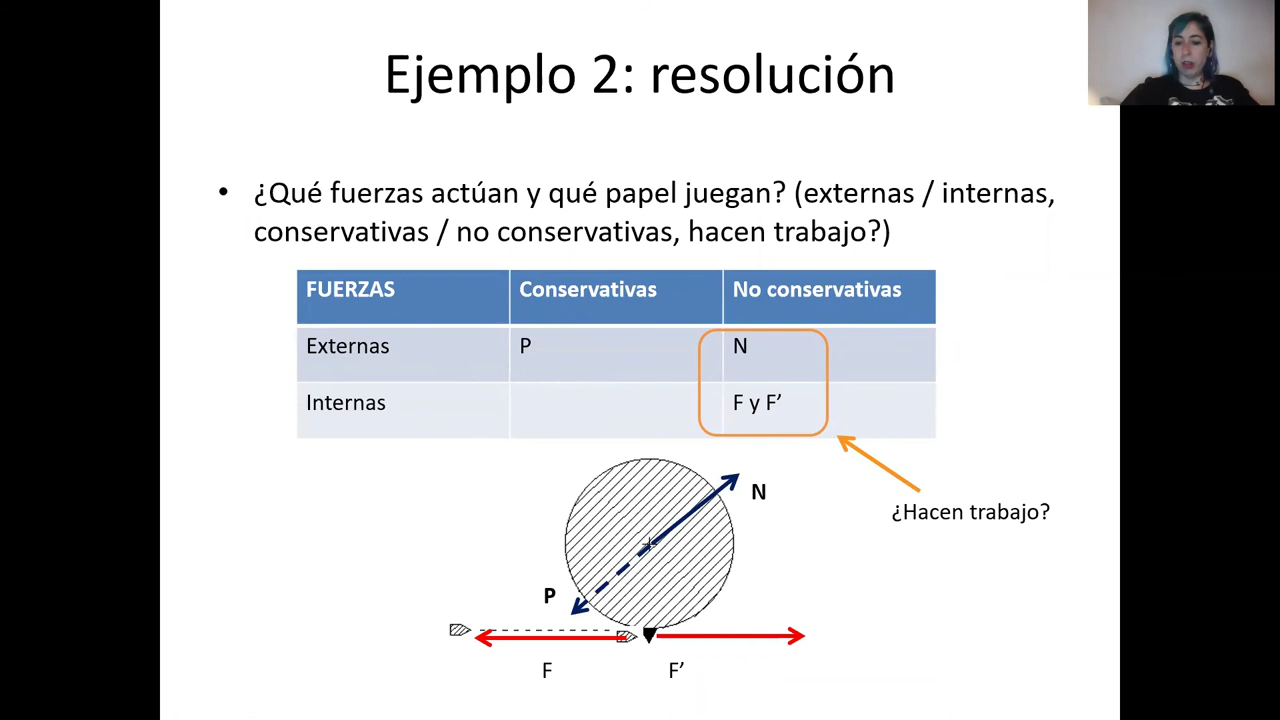 Ejemplo 2: resolución
• ¿Qué fuerzas actúan y qué papel juegan? (externas / internas,
conservativas / no conservativas, hacen trabajo?)
FUERZAS Conservativas No conservativas
Externas P N
Internas F y F’
N
¿Hacen trabajo?
P
F F’